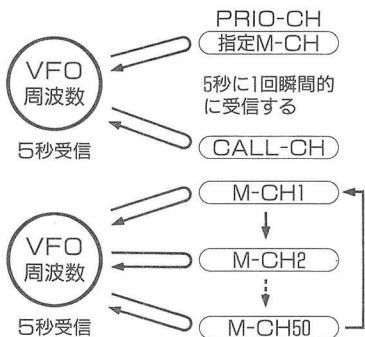 PRIO-CH
指定M-CH
VFO
周波数
5秒に1回瞬間的
に受信する
5秒受信
CALL-CH
M-CH1
VFO
周波数
M-CH2
5秒受信
M-CH50